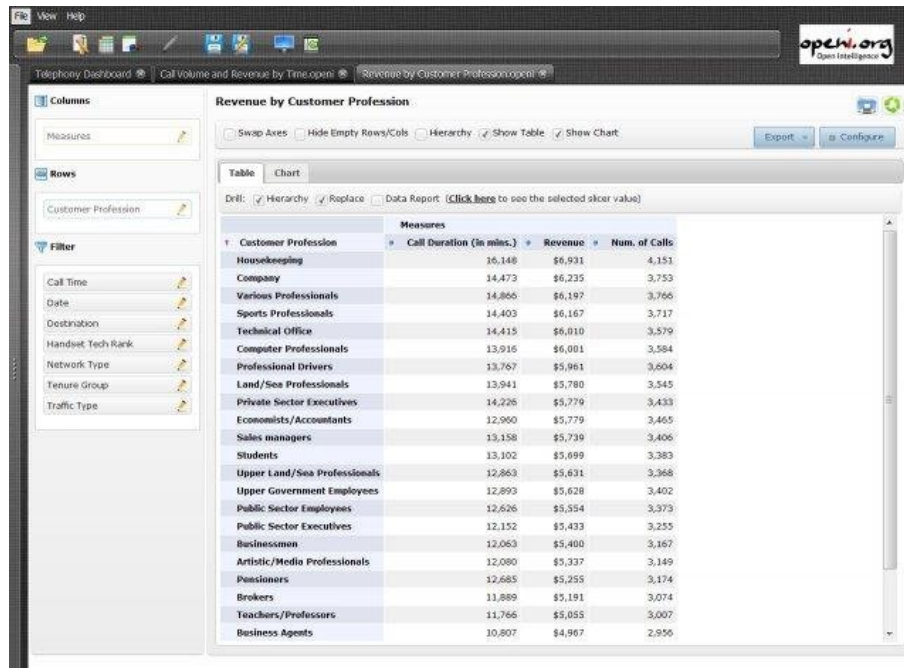 File View Help
openi.org
Open Intelligence
Telephony Dashboard Call Volume and Revenue by Time.openi Revenue by Customer Profession.openi
Columns
Measures
Rows
Customer Profession
Filter
Call Time
Date
Destination
Handset Tech Rank
Network Type
Tenure Group
Traffic Type
Revenue by Customer Profession
Swap Axes Hide Empty Rows/Cols Hierarchy Show Table Show Chart
Export Configure
Table Chart
Drill: Hierarchy Replace Data Report (Click here to see the selected slicer value)
Measures
Customer Profession Call Duration (in mins.) Revenue Num. of Calls
Housekeeping 16,148 $6,931 4,151
Company 14,473 $6,235 3,753
Various Professionals 14,866 $6,197 3,766
Sports Professionals 14,403 $6,167 3,717
Technical Office 14,415 $6,010 3,579
Computer Professionals 13,916 $6,001 3,584
Professional Drivers 13,767 $5,961 3,604
Land/Sea Professionals 13,941 $5,780 3,545
Private Sector Executives 14,226 $5,779 3,433
Economists/Accountants 12,960 $5,779 3,465
Sales managers 13,158 $5,739 3,406
Students 13,102 $5,699 3,383
Upper Land/Sea Professionals 12,863 $5,631 3,368
Upper Government Employees 12,893 $5,628 3,402
Public Sector Employees 12,626 $5,554 3,373
Public Sector Executives 12,152 $5,433 3,255
Businessmen 12,063 $5,400 3,167
Artistic/Media Professionals 12,080 $5,337 3,149
Pensioners 12,685 $5,255 3,174
Brokers 11,889 $5,191 3,074
Teachers/Professors 11,766 $5,055 3,007
Business Agents 10,807 $4,967 2,956